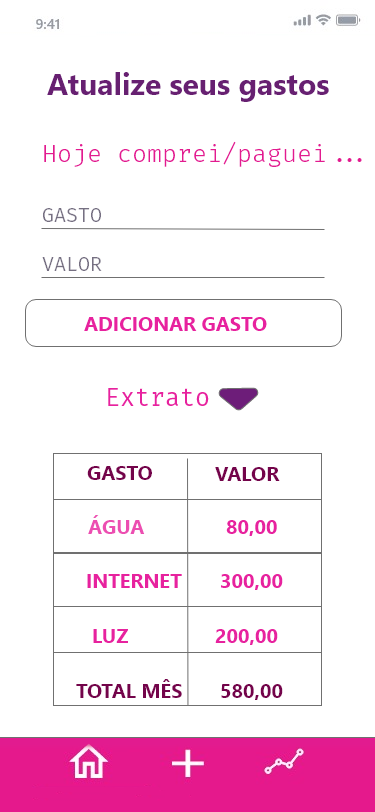 9:41
Atualize seus gastos
Hoje comprei/paguei...
GASTO
VALOR
ADICIONAR GASTO
Extrato
GASTO VALOR
ÁGUA 80,00
INTERNET 300,00
LUZ 200,00
TOTAL MÊS 580,00